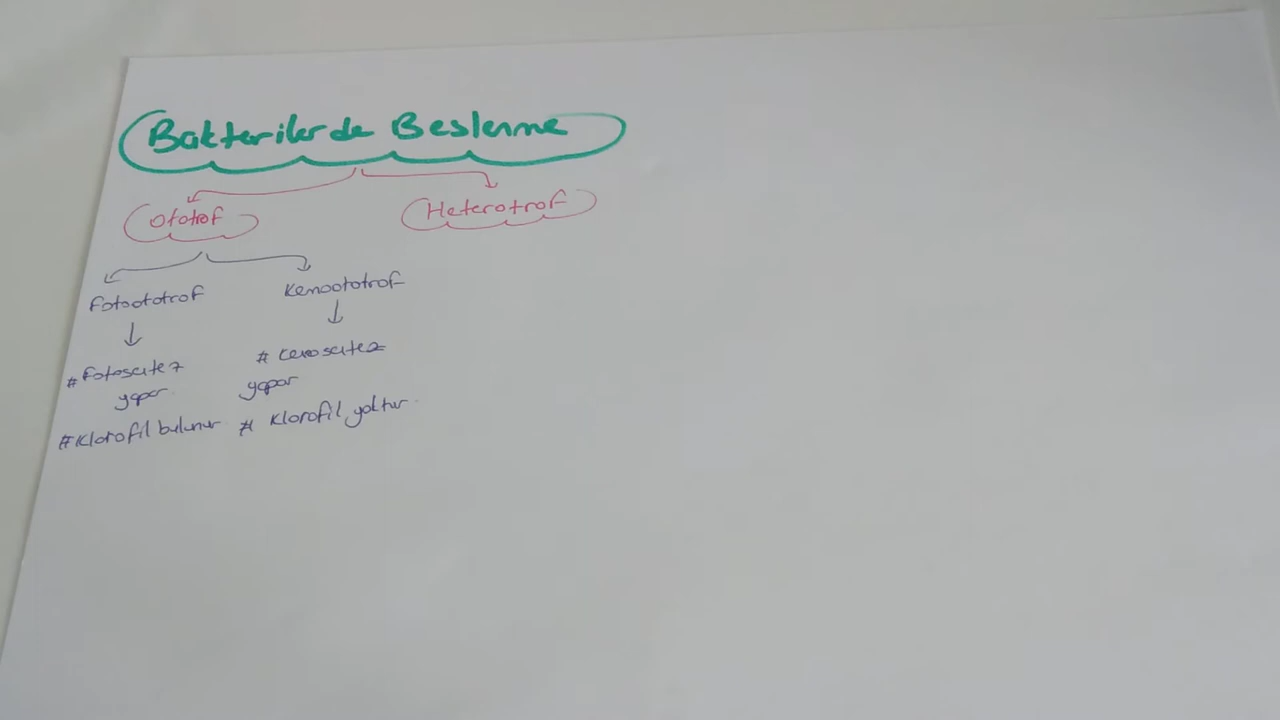 Bakterilerde Beslenme
Ototrof
Heterotrof
Fotoototrof
Kemoototrof
# Fotosentez
yapar
# Klorofil bulunur
# Kemosentez
yapar
# Klorofil yoktur